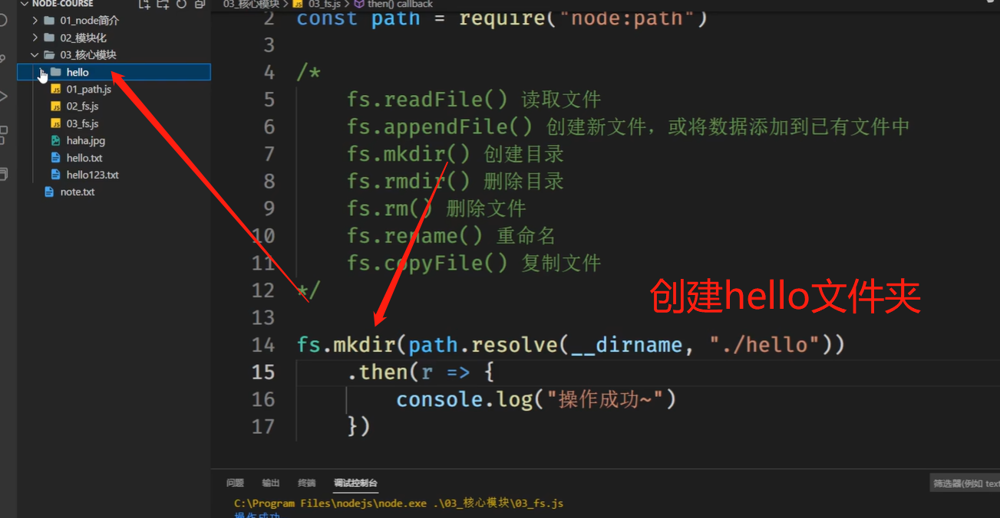 NODE-COURSE
01_node简介
02_模块化
03_核心模块
hello
01_path.js
02_fs.js
03_fs.js
haha.jpg
hello.txt
hello123.txt
note.txt
03_核心模块 > JS 03_fs.js > then() callback
2 const path = require("node:path")
3
4 /*
5 fs.readFile() 读取文件
6 fs.appendFile() 创建新文件，或将数据添加到已有文件中
7 fs.mkdir() 创建目录
8 fs.rmdir() 删除目录
9 fs.rm() 删除文件
10 fs.rename() 重命名
11 fs.copyFile() 复制文件
12 */
创建hello文件夹
13
14 fs.mkdir(path.resolve(__dirname, "./hello"))
15 .then(r => {
16 console.log("操作成功~")
17 })
问题 输出 终端 调试控制台
筛选器(例如 text
C:\Program Files\nodejs\node.exe .\03_核心模块\03_fs.js
操作成功